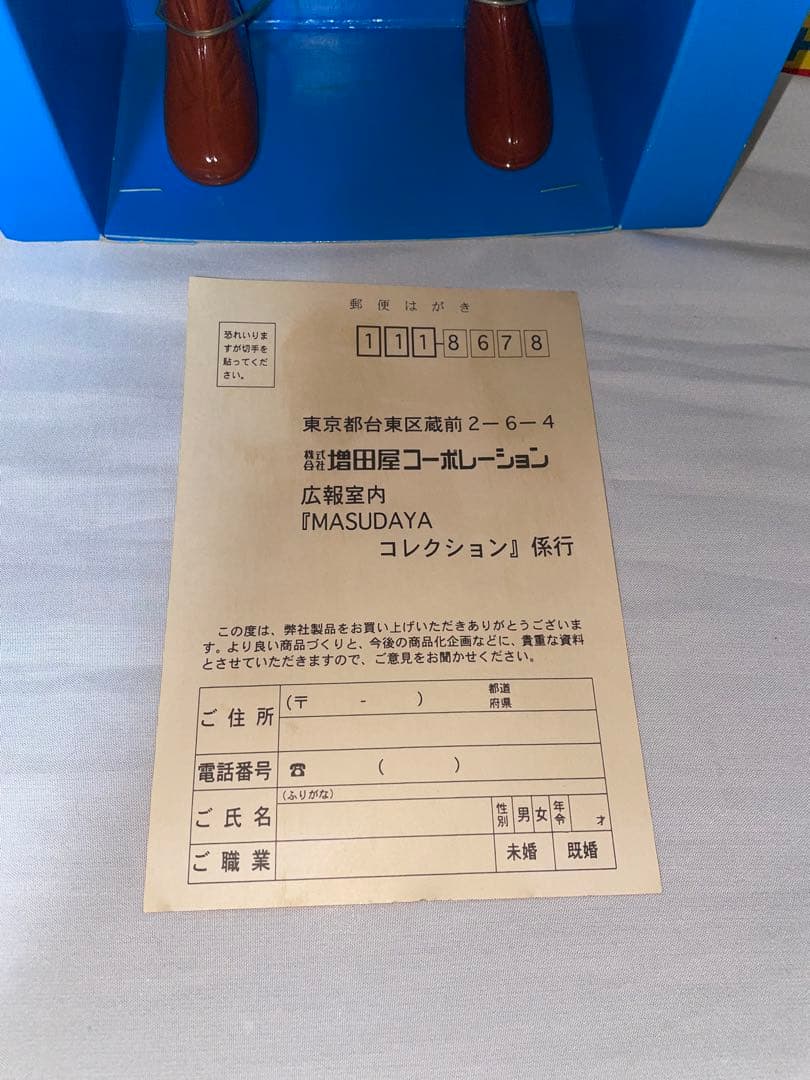 郵便はがき
恐れいりま
すが切手を
貼ってくだ
さい。
111-8678
東京都台東区蔵前2-6-4
株式会社 増田屋コーポレーション
広報室内
『MASUDAYA
コレクション』係行
この度は、弊社製品をお買い上げいただきありがとうございま
す。より良い商品づくりと、今後の商品化企画などに、貴重な資料
とさせていただきますので、ご意見をお聞かせください。
ご住所 (〒 - ) 都道府県
電話番号 ☎ ( )
(ふりがな)
ご氏名 性別 男 女 年令 才
ご職業 未婚 既婚